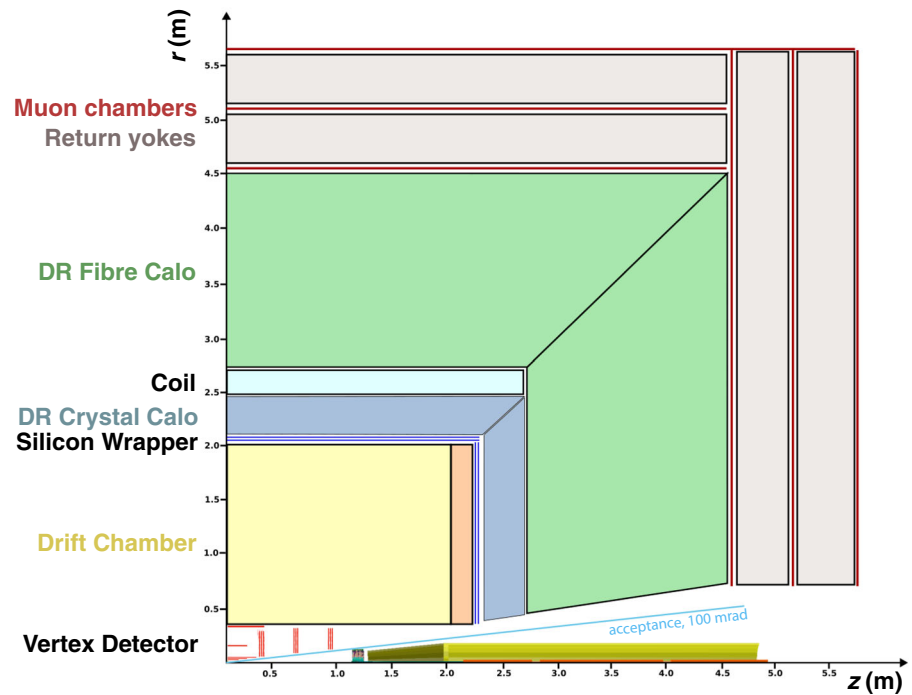 r (m)
5.5
Muon chambers
5.0
Return yokes
4.5
4.0
DR Fibre Calo
3.5
3.0
Coil
2.5
DR Crystal Calo
Silicon Wrapper
2.0
1.5
Drift Chamber
1.0
0.5
acceptance, 100 mrad
Vertex Detector
0.5 1.0 1.5 2.0 2.5 3.0 3.5 4.0 4.5 5.0 5.5
z (m)